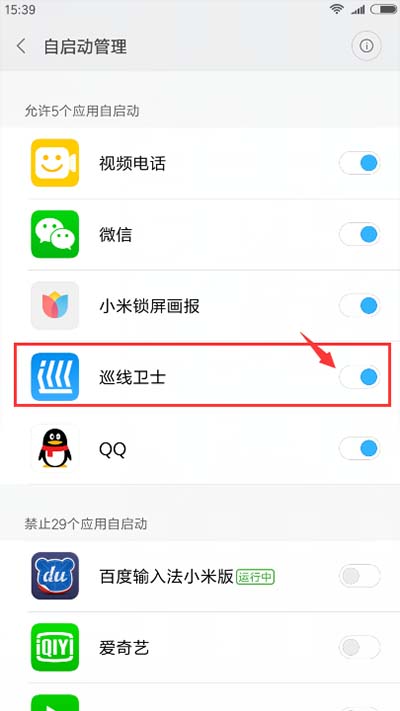 15:39
自启动管理
允许5个应用自启动
视频电话
微信
小米锁屏画报
巡线卫士
QQ
禁止29个应用自启动
du
百度输入法小米版 运行中
iQIYI
爱奇艺